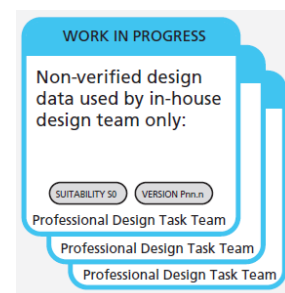 WORK IN PROGRESS
Non-verified design
data used by in-house
design team only:
SUITABILITY S0
VERSION Pnn.n
Professional Design Task Team
Professional Design Task Team
Professional Design Task Team